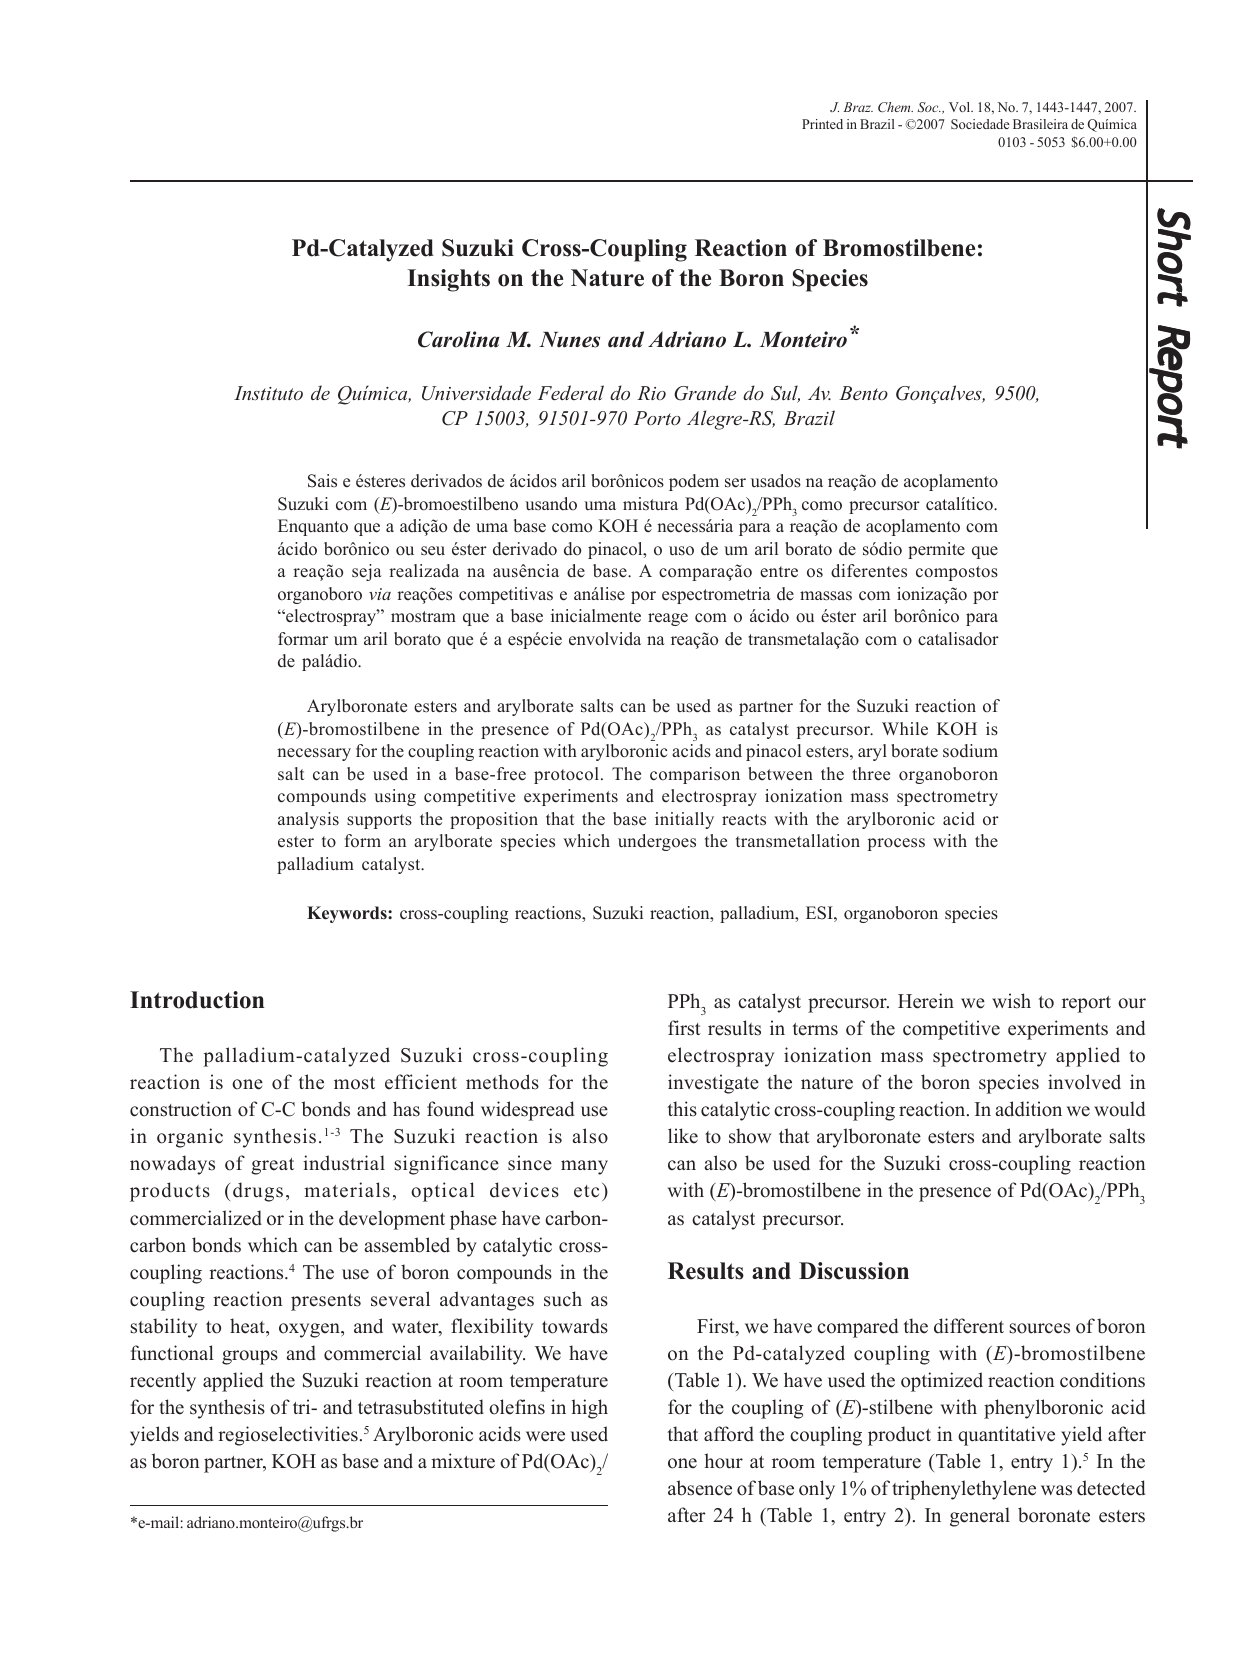 J. Braz. Chem. Soc., Vol. 18, No. 7, 1443-1447, 2007.
Printed in Brazil - ©2007 Sociedade Brasileira de Química
0103 - 5053 $6.00+0.00
Short Report
Pd-Catalyzed Suzuki Cross-Coupling Reaction of Bromostilbene:
Insights on the Nature of the Boron Species
Carolina M. Nunes and Adriano L. Monteiro*
Instituto de Química, Universidade Federal do Rio Grande do Sul, Av. Bento Gonçalves, 9500,
CP 15003, 91501-970 Porto Alegre-RS, Brazil
Sais e ésteres derivados de ácidos aril borônicos podem ser usados na reação de acoplamento
Suzuki com (E)-bromoestilbeno usando uma mistura Pd(OAc)2/PPh3 como precursor catalítico.
Enquanto que a adição de uma base como KOH é necessária para a reação de acoplamento com
ácido borônico ou seu éster derivado do pinacol, o uso de um aril borato de sódio permite que
a reação seja realizada na ausência de base. A comparação entre os diferentes compostos
organoboro via reações competitivas e análise por espectrometria de massas com ionização por
“electrospray” mostram que a base inicialmente reage com o ácido ou éster aril borônico para
formar um aril borato que é a espécie envolvida na reação de transmetalação com o catalisador
de paládio.
Arylboronate esters and arylborate salts can be used as partner for the Suzuki reaction of
(E)-bromostilbene in the presence of Pd(OAc)2/PPh3 as catalyst precursor. While KOH is
necessary for the coupling reaction with arylboronic acids and pinacol esters, aryl borate sodium
salt can be used in a base-free protocol. The comparison between the three organoboron
compounds using competitive experiments and electrospray ionization mass spectrometry
analysis supports the proposition that the base initially reacts with the arylboronic acid or
ester to form an arylborate species which undergoes the transmetallation process with the
palladium catalyst.
Keywords: cross-coupling reactions, Suzuki reaction, palladium, ESI, organoboron species
Introduction
The palladium-catalyzed Suzuki cross-coupling
reaction is one of the most efficient methods for the
construction of C-C bonds and has found widespread use
in organic synthesis.1-3 The Suzuki reaction is also
nowadays of great industrial significance since many
products (drugs, materials, optical devices etc)
commercialized or in the development phase have carbon-
carbon bonds which can be assembled by catalytic cross-
coupling reactions.4 The use of boron compounds in the
coupling reaction presents several advantages such as
stability to heat, oxygen, and water, flexibility towards
functional groups and commercial availability. We have
recently applied the Suzuki reaction at room temperature
for the synthesis of tri- and tetrasubstituted olefins in high
yields and regioselectivities.5 Arylboronic acids were used
as boron partner, KOH as base and a mixture of Pd(OAc)2/
*e-mail: adriano.monteiro@ufrgs.br
PPh3 as catalyst precursor. Herein we wish to report our
first results in terms of the competitive experiments and
electrospray ionization mass spectrometry applied to
investigate the nature of the boron species involved in
this catalytic cross-coupling reaction. In addition we would
like to show that arylboronate esters and arylborate salts
can also be used for the Suzuki cross-coupling reaction
with (E)-bromostilbene in the presence of Pd(OAc)2/PPh3
as catalyst precursor.
Results and Discussion
First, we have compared the different sources of boron
on the Pd-catalyzed coupling with (E)-bromostilbene
(Table 1). We have used the optimized reaction conditions
for the coupling of (E)-stilbene with phenylboronic acid
that afford the coupling product in quantitative yield after
one hour at room temperature (Table 1, entry 1).5 In the
absence of base only 1% of triphenylethylene was detected
after 24 h (Table 1, entry 2). In general boronate esters